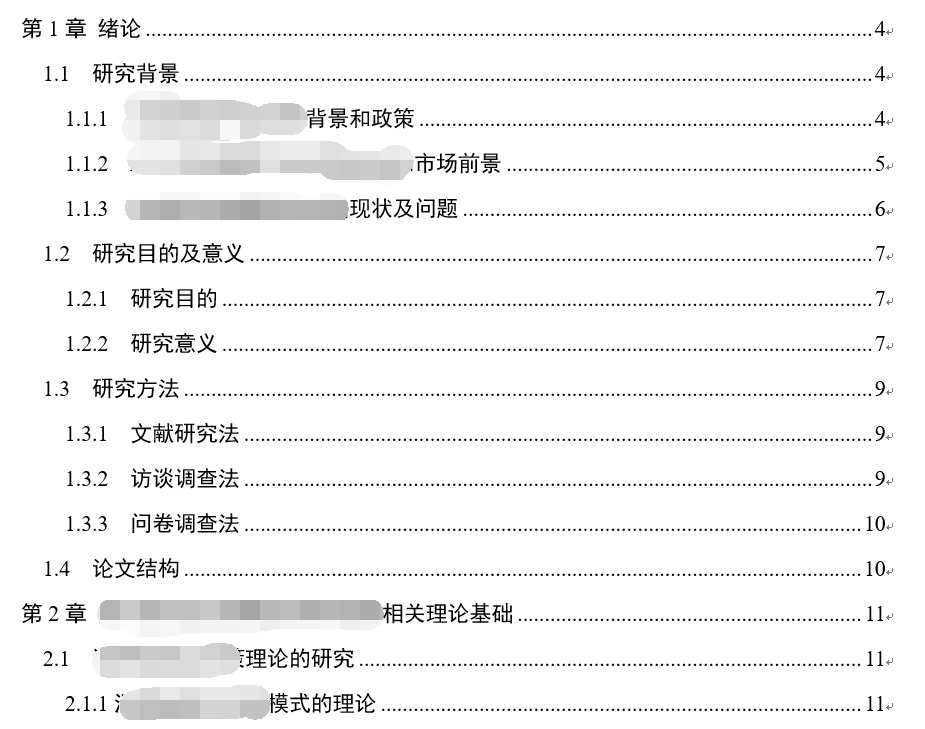 第 1 章 绪论 ........ 4
1.1 研究背景 ........ 4
1.1.1 背景和政策 ........ 4
1.1.2 市场前景 ........ 5
1.1.3 现状及问题 ........ 6
1.2 研究目的及意义 ........ 7
1.2.1 研究目的 ........ 7
1.2.2 研究意义 ........ 7
1.3 研究方法 ........ 9
1.3.1 文献研究法 ........ 9
1.3.2 访谈调查法 ........ 9
1.3.3 问卷调查法 ........ 10
1.4 论文结构 ........ 10
第 2 章 相关理论基础 ........ 11
2.1 理论的研究 ........ 11
2.1.1 模式的理论 ........ 11